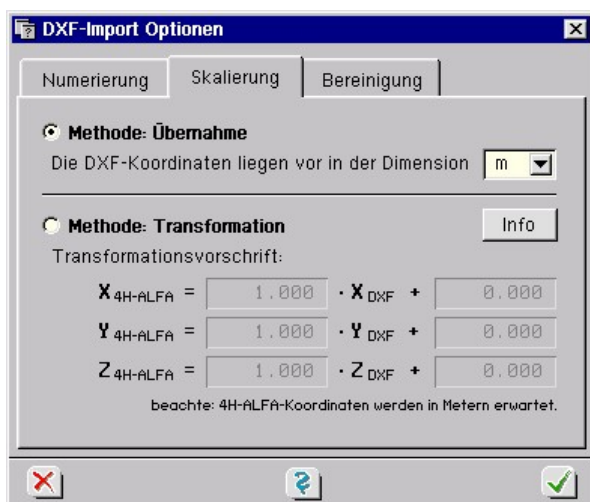 DXF-Import Optionen
Numerierung Skalierung Bereinigung
Methode: Übernahme
Die DXF-Koordinaten liegen vor in der Dimension m
Methode: Transformation Info
Transformationsvorschrift:
X 4H-ALFA = 1.000 · X DXF + 0.000
Y 4H-ALFA = 1.000 · Y DXF + 0.000
Z 4H-ALFA = 1.000 · Z DXF + 0.000
beachte: 4H-ALFA-Koordinaten werden in Metern erwartet.